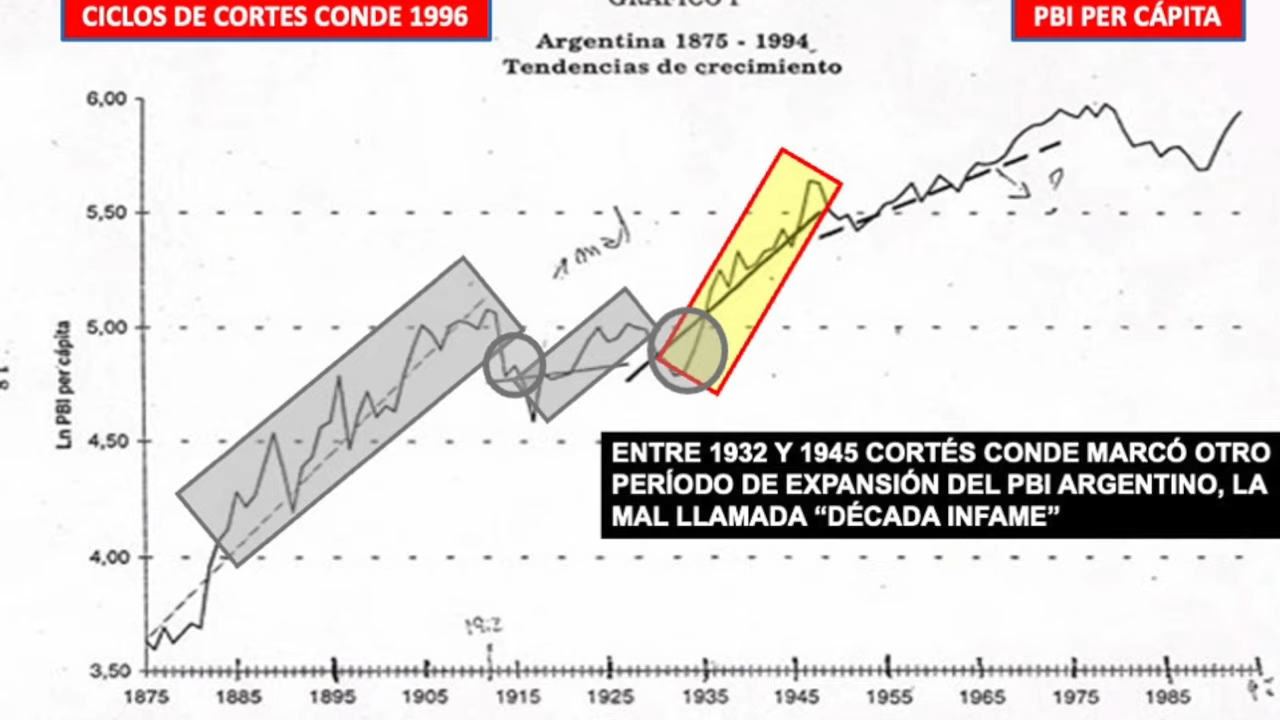 CICLOS DE CORTES CONDE 1996
PBI PER CÁPITA
GRÁFICO I
Argentina 1875 - 1994
Tendencias de crecimiento
6,00
5,50
5,00
4,50
4,00
3,50
Ln PBI per cápita
mal
?
ENTRE 1932 Y 1945 CORTÉS CONDE MARCÓ OTRO
PERÍODO DE EXPANSIÓN DEL PBI ARGENTINO, LA
MAL LLAMADA “DÉCADA INFAME”
1875 1885 1895 1905 1915 1925 1935 1945 1955 1965 1975 1985